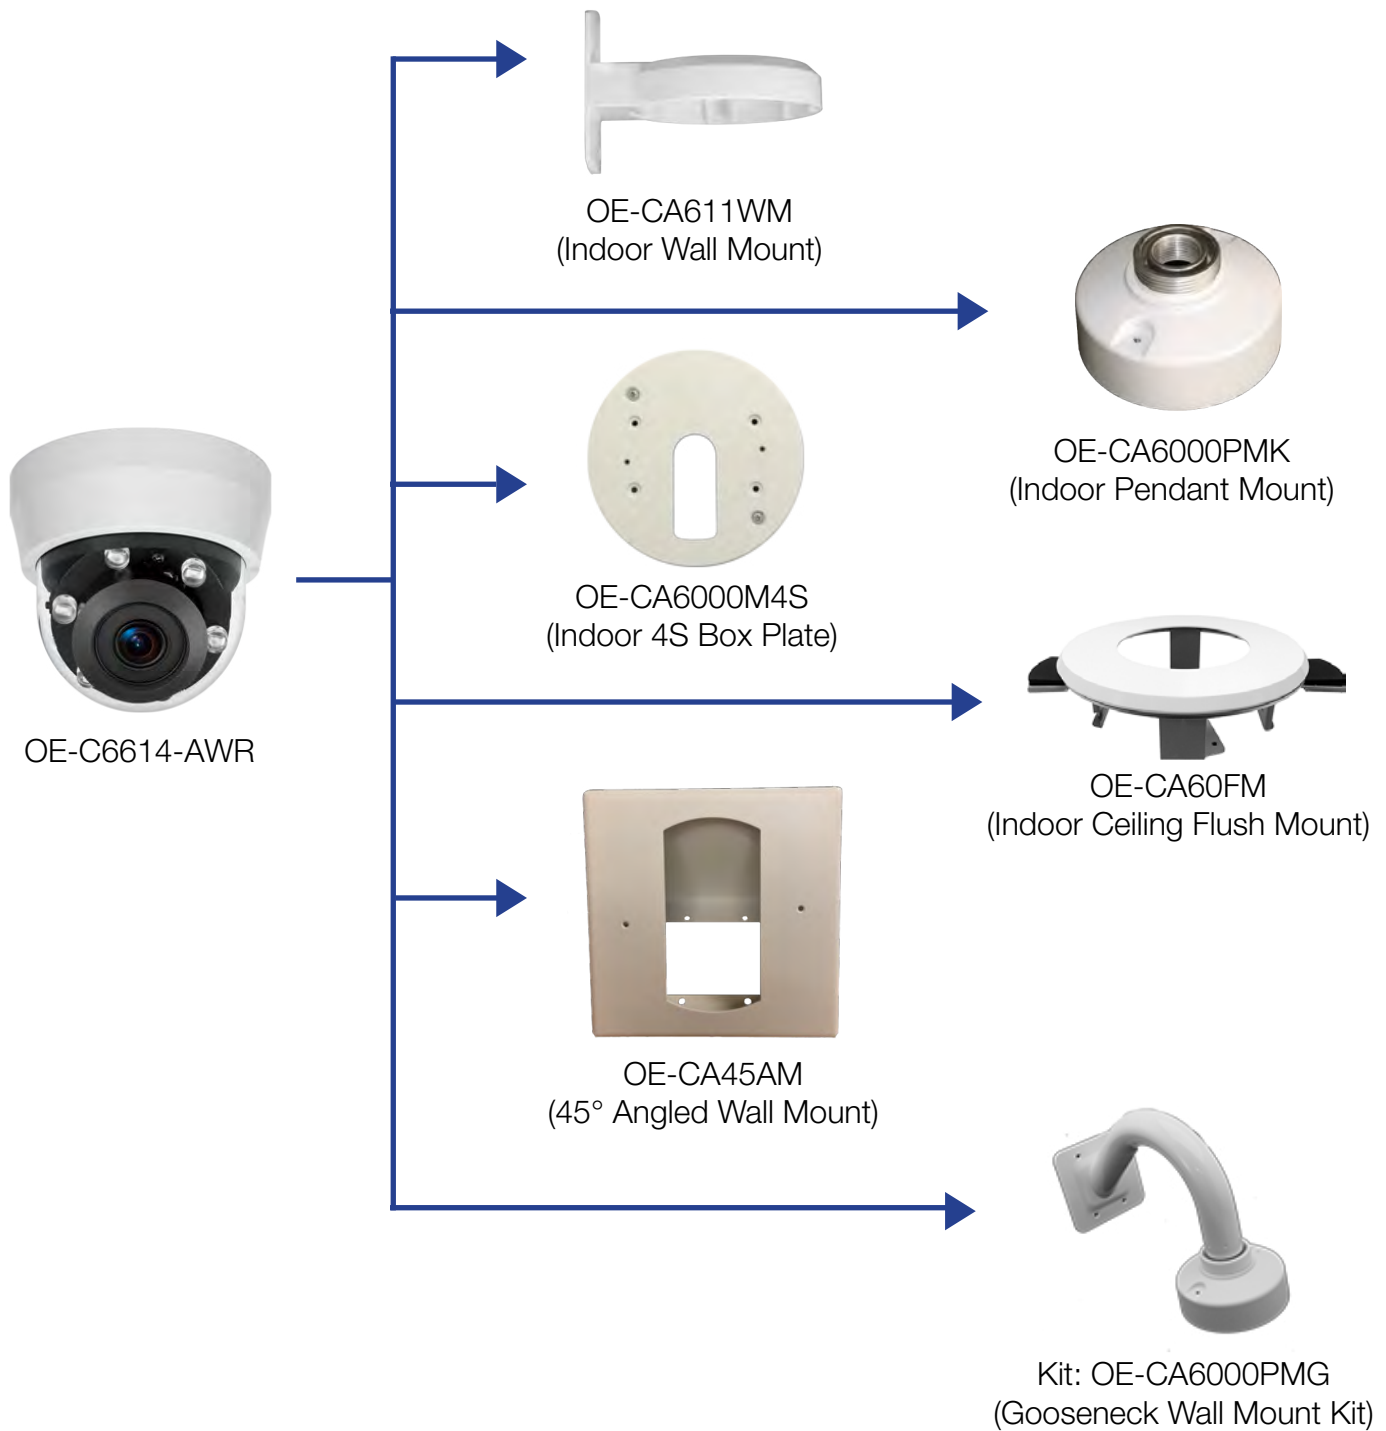 OE-CA611WM
(Indoor Wall Mount)
OE-CA6000PMK
(Indoor Pendant Mount)
OE-CA6000M4S
(Indoor 4S Box Plate)
OE-C6614-AWR
OE-CA60FM
(Indoor Ceiling Flush Mount)
OE-CA45AM
(45° Angled Wall Mount)
Kit: OE-CA6000PMG
(Gooseneck Wall Mount Kit)